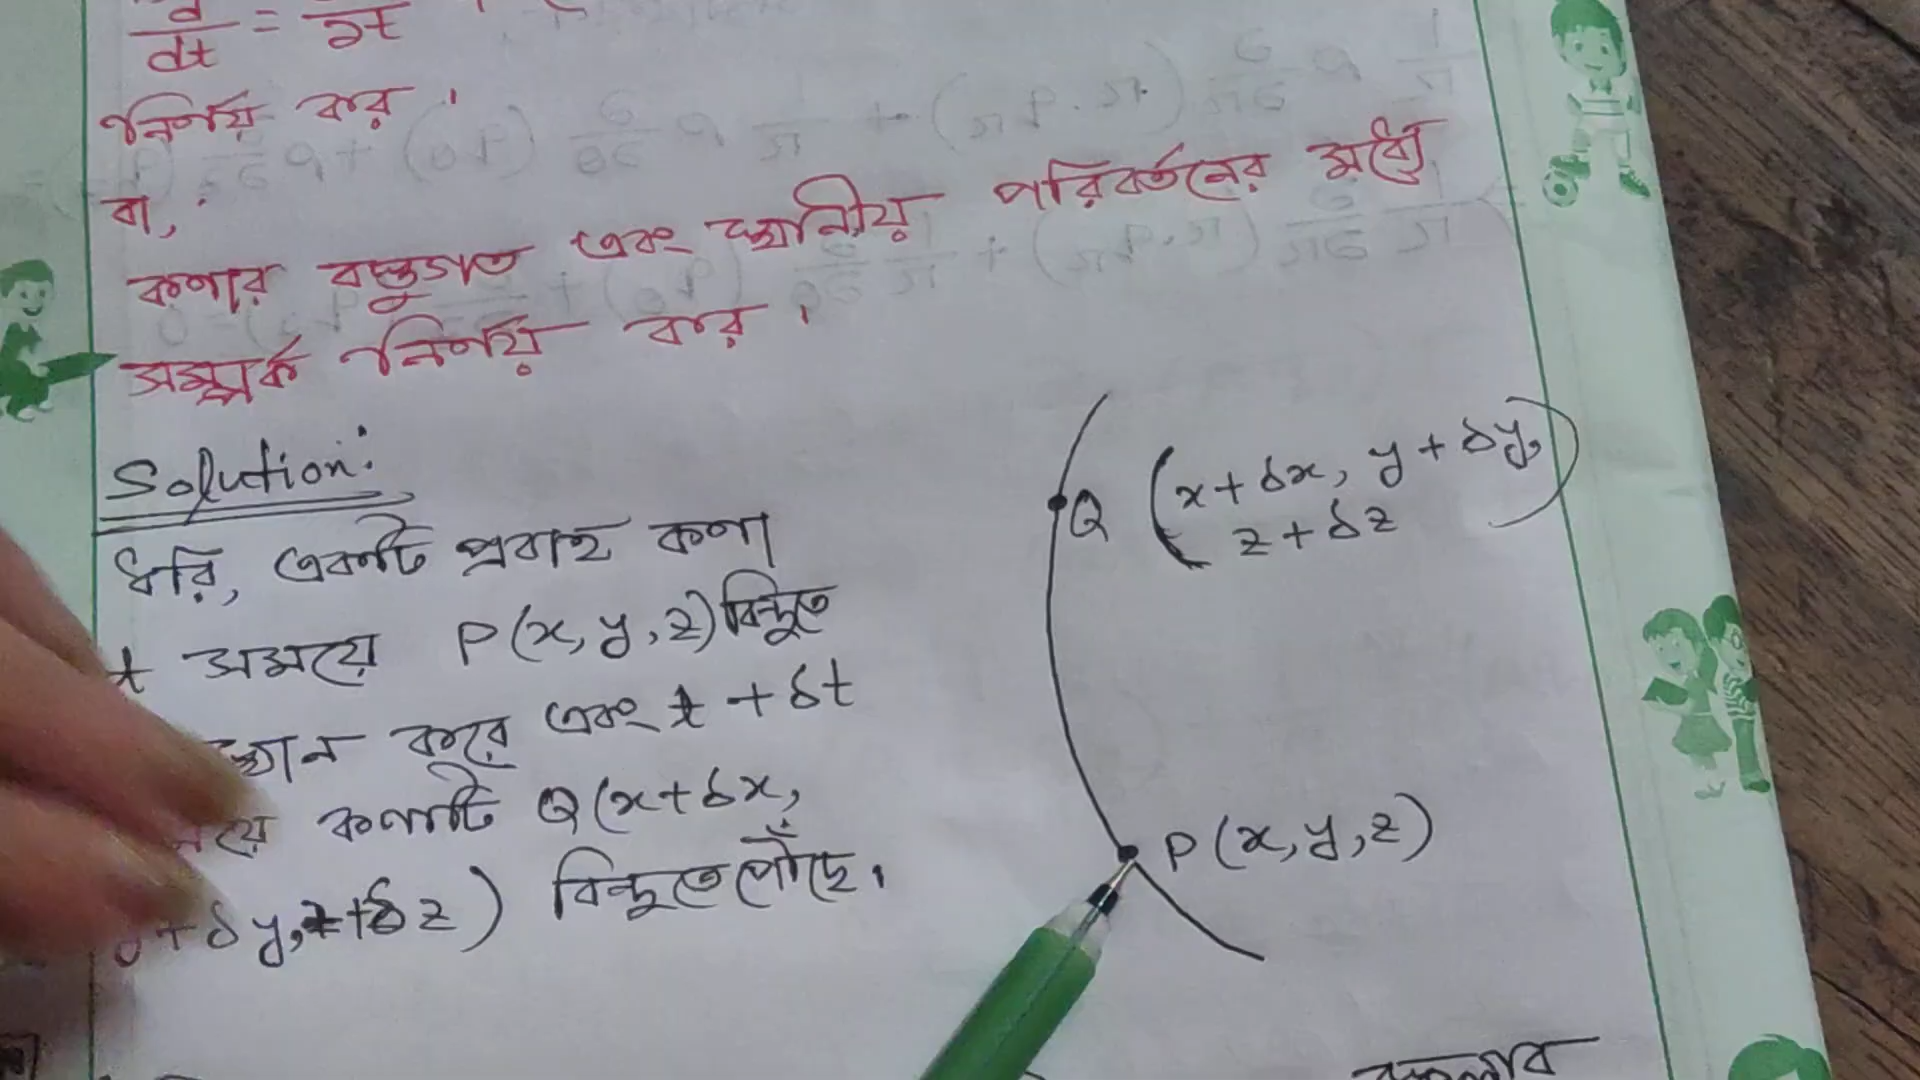 d/dt = ∂t
নির্ণয় কর।
বা,
কণার বস্তুগত এবং স্থানীয় পরিবর্তনের মধ্যে
সম্পর্ক নির্ণয় কর।
Solution:
ধরি, একটি প্রবাহ কণা
t সময়ে P(x, y, z) বিন্দুতে
স্থান করে এবং t + δt
য়ে কণাটি Q(x+δx,
y+δy, z+δz) বিন্দুতে পৌঁছে।
Q (x+δx, y+δy,
z+δz)
P(x, y, z)